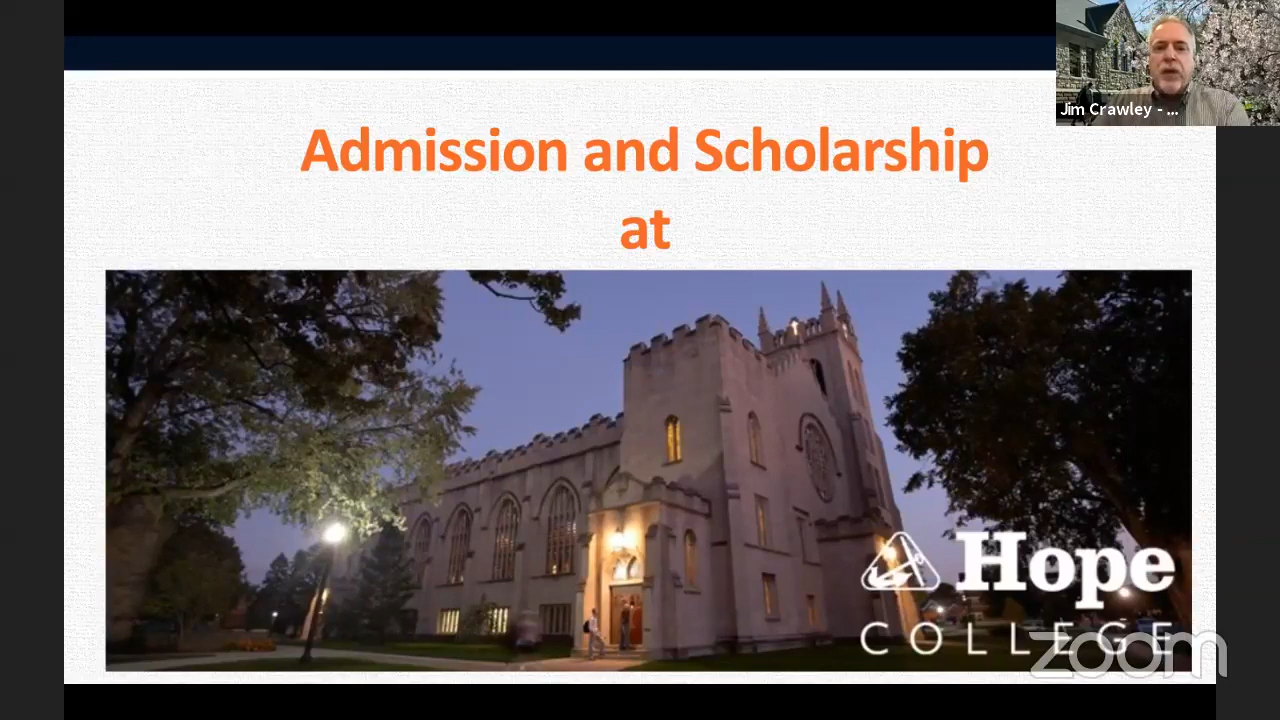 Jim Crawley - ...
Admission and Scholarship
at
Hope
COLLEGE
zoom